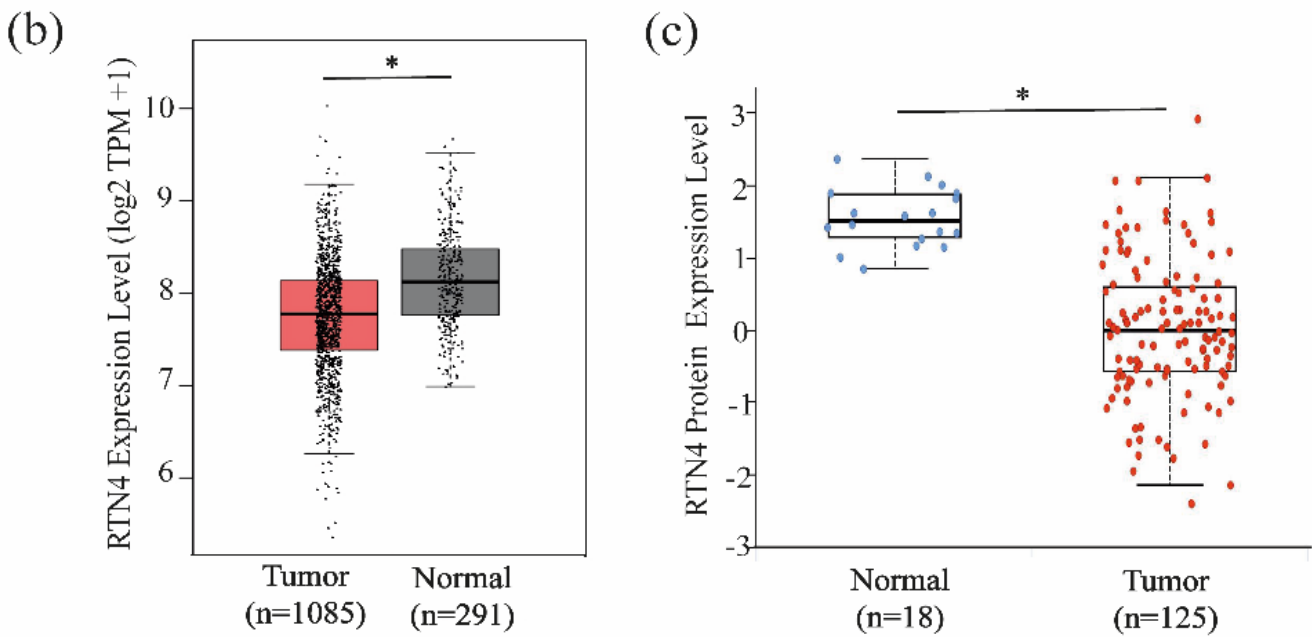 (b)
RTN4 Expression Level (log2 TPM +1)
*
10
9
8
7
6
Tumor
(n=1085)
Normal
(n=291)
(c)
RTN4 Protein Expression Level
*
3
2
1
0
-1
-2
-3
Normal
(n=18)
Tumor
(n=125)